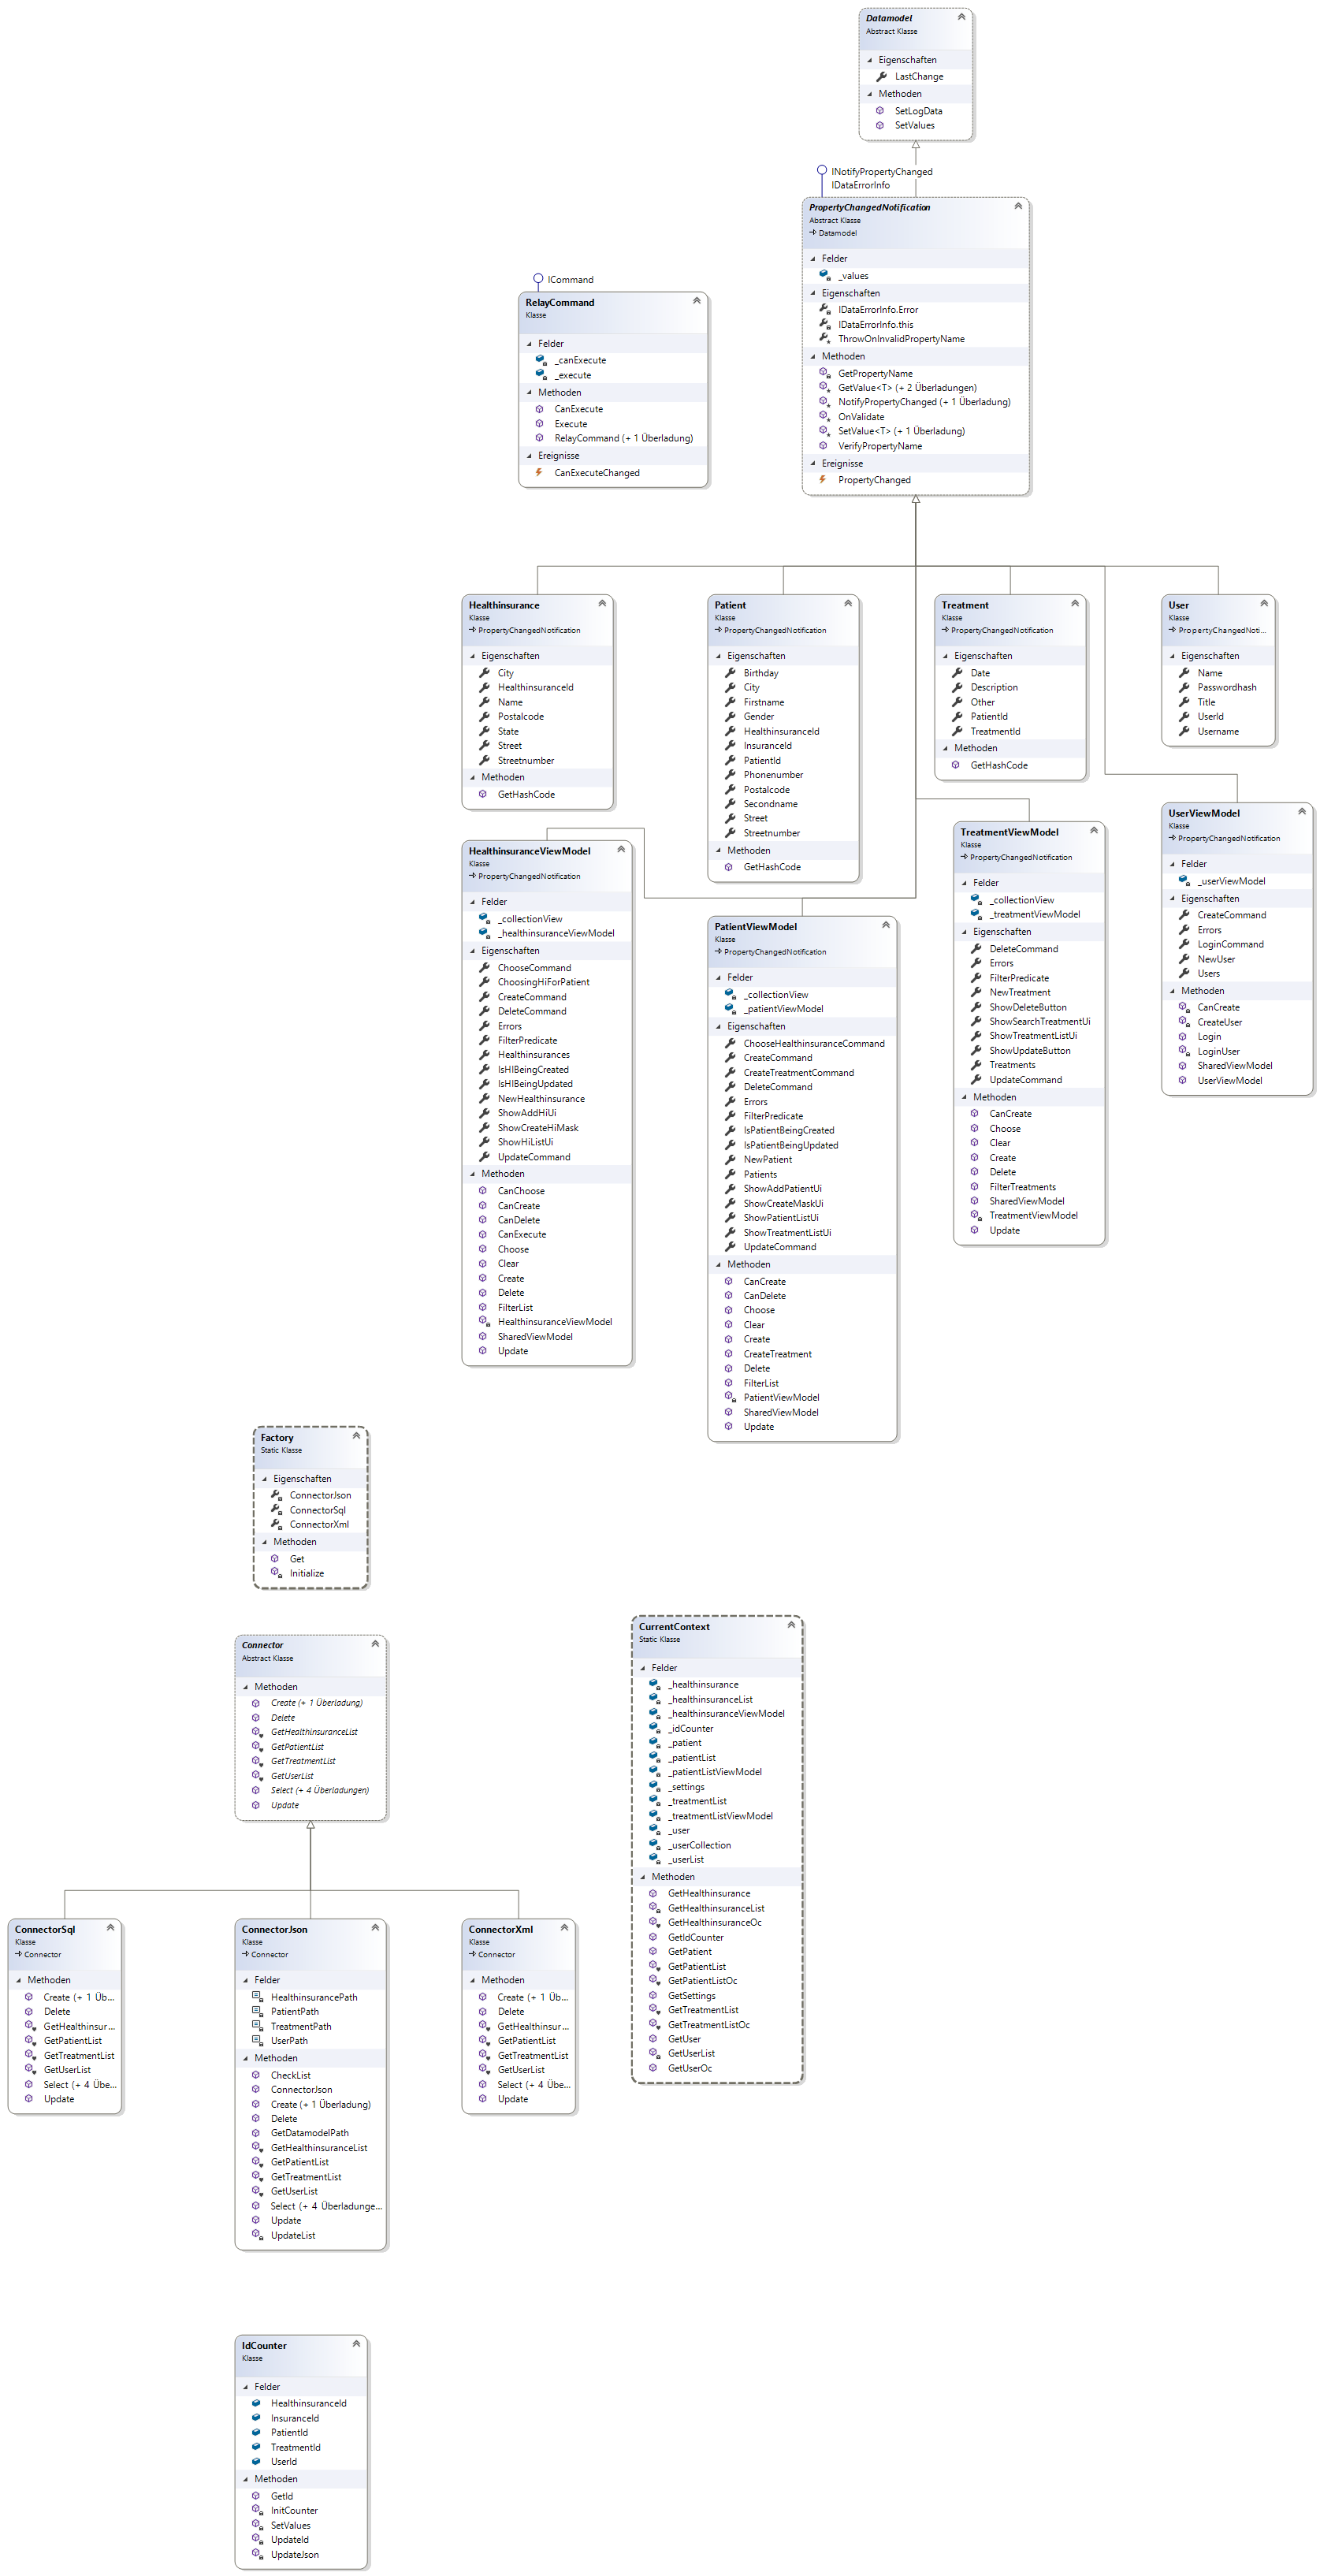 Datamodel
Abstract Klasse
Eigenschaften
LastChange
Methoden
SetLogData
SetValues
INotifyPropertyChanged
IDataErrorInfo
PropertyChangedNotification
Abstract Klasse
Datamodel
Felder
_values
Eigenschaften
IDataErrorInfo.Error
IDataErrorInfo.this
ThrowOnInvalidPropertyName
Methoden
GetPropertyName
GetValue<T> (+ 2 Überladungen)
NotifyPropertyChanged (+ 1 Überladung)
OnValidate
SetValue<T> (+ 1 Überladung)
VerifyPropertyName
Ereignisse
PropertyChanged
ICommand
RelayCommand
Klasse
Felder
_canExecute
_execute
Methoden
CanExecute
Execute
RelayCommand (+ 1 Überladung)
Ereignisse
CanExecuteChanged
Healthinsurance
Klasse
PropertyChangedNotification
Eigenschaften
City
HealthinsuranceId
Name
Postalcode
State
Street
Streetnumber
Methoden
GetHashCode
Patient
Klasse
PropertyChangedNotification
Eigenschaften
Birthday
City
Firstname
Gender
HealthinsuranceId
InsuranceId
PatientId
Phonenumber
Postalcode
Secondname
Street
Streetnumber
Methoden
GetHashCode
Treatment
Klasse
PropertyChangedNotification
Eigenschaften
Date
Description
Other
PatientId
TreatmentId
Methoden
GetHashCode
User
Klasse
PropertyChangedNoti...
Eigenschaften
Name
Passwordhash
Title
UserId
Username
HealthinsuranceViewModel
Klasse
PropertyChangedNotification
Felder
_collectionView
_healthinsuranceViewModel
Eigenschaften
ChooseCommand
ChoosingHiForPatient
CreateCommand
DeleteCommand
Errors
FilterPredicate
Healthinsurances
IsHIBeingCreated
IsHIBeingUpdated
NewHealthinsurance
ShowAddHiUi
ShowCreateHiMask
ShowHiListUi
UpdateCommand
Methoden
CanChoose
CanCreate
CanDelete
CanExecute
Choose
Clear
Create
Delete
FilterList
HealthinsuranceViewModel
SharedViewModel
Update
PatientViewModel
Klasse
PropertyChangedNotification
Felder
_collectionView
_patientViewModel
Eigenschaften
ChooseHealthinsuranceCommand
CreateCommand
CreateTreatmentCommand
DeleteCommand
Errors
FilterPredicate
IsPatientBeingCreated
IsPatientBeingUpdated
NewPatient
Patients
ShowAddPatientUi
ShowCreateMaskUi
ShowPatientListUi
ShowTreatmentListUi
UpdateCommand
Methoden
CanCreate
CanDelete
Choose
Clear
Create
CreateTreatment
Delete
FilterList
PatientViewModel
SharedViewModel
Update
TreatmentViewModel
Klasse
PropertyChangedNotification
Felder
_collectionView
_treatmentViewModel
Eigenschaften
DeleteCommand
Errors
FilterPredicate
NewTreatment
ShowDeleteButton
ShowSearchTreatmentUi
ShowTreatmentListUi
ShowUpdateButton
Treatments
UpdateCommand
Methoden
CanCreate
Choose
Clear
Create
Delete
FilterTreatments
SharedViewModel
TreatmentViewModel
Update
UserViewModel
Klasse
PropertyChangedNotification
Felder
_userViewModel
Eigenschaften
CreateCommand
Errors
LoginCommand
NewUser
Users
Methoden
CanCreate
CreateUser
Login
LoginUser
SharedViewModel
UserViewModel
Factory
Static Klasse
Eigenschaften
ConnectorJson
ConnectorSql
ConnectorXml
Methoden
Get
Initialize
Connector
Abstract Klasse
Methoden
Create (+ 1 Überladung)
Delete
GetHealthinsuranceList
GetPatientList
GetTreatmentList
GetUserList
Select (+ 4 Überladungen)
Update
CurrentContext
Static Klasse
Felder
_healthinsurance
_healthinsuranceList
_healthinsuranceViewModel
_idCounter
_patient
_patientList
_patientListViewModel
_settings
_treatmentList
_treatmentListViewModel
_user
_userCollection
_userList
Methoden
GetHealthinsurance
GetHealthinsuranceList
GetHealthinsuranceOc
GetIdCounter
GetPatient
GetPatientList
GetPatientListOc
GetSettings
GetTreatmentList
GetTreatmentListOc
GetUser
GetUserList
GetUserOc
ConnectorSql
Klasse
Connector
Methoden
Create (+ 1 Üb...
Delete
GetHealthinsur...
GetPatientList
GetTreatmentList
GetUserList
Select (+ 4 Übe...
Update
ConnectorJson
Klasse
Connector
Felder
HealthinsurancePath
PatientPath
TreatmentPath
UserPath
Methoden
CheckList
ConnectorJson
Create (+ 1 Überladung)
Delete
GetDatamodelPath
GetHealthinsuranceList
GetPatientList
GetTreatmentList
GetUserList
Select (+ 4 Überladunge...
Update
UpdateList
ConnectorXml
Klasse
Connector
Methoden
Create (+ 1 Üb...
Delete
GetHealthinsur...
GetPatientList
GetTreatmentList
GetUserList
Select (+ 4 Übe...
Update
IdCounter
Klasse
Felder
HealthinsuranceId
InsuranceId
PatientId
TreatmentId
UserId
Methoden
GetId
InitCounter
SetValues
UpdateId
UpdateJson